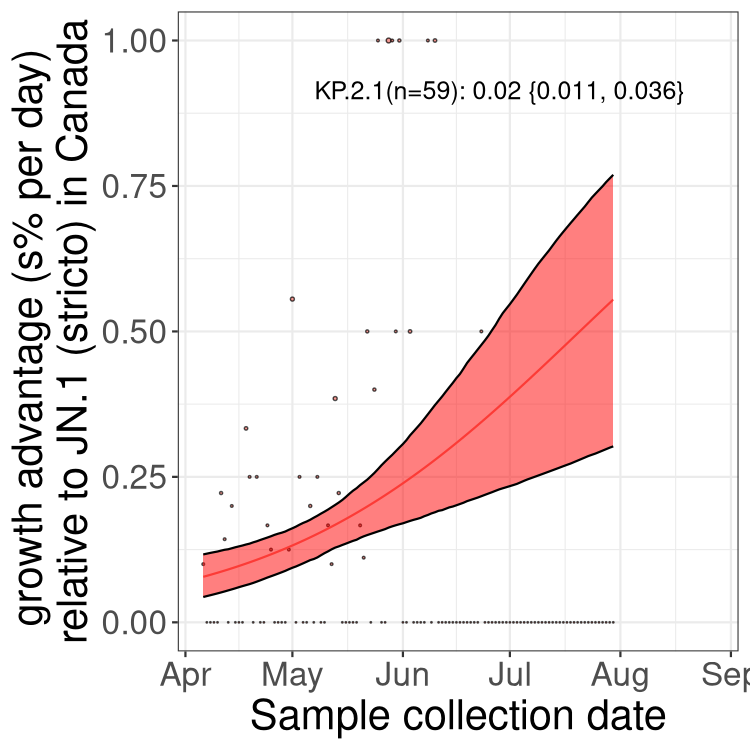 growth advantage (s% per day)
relative to JN.1 (stricto) in Canada
1.00
0.75
0.50
0.25
0.00
KP.2.1(n=59): 0.02 {0.011, 0.036}
Apr May Jun Jul Aug Sep
Sample collection date